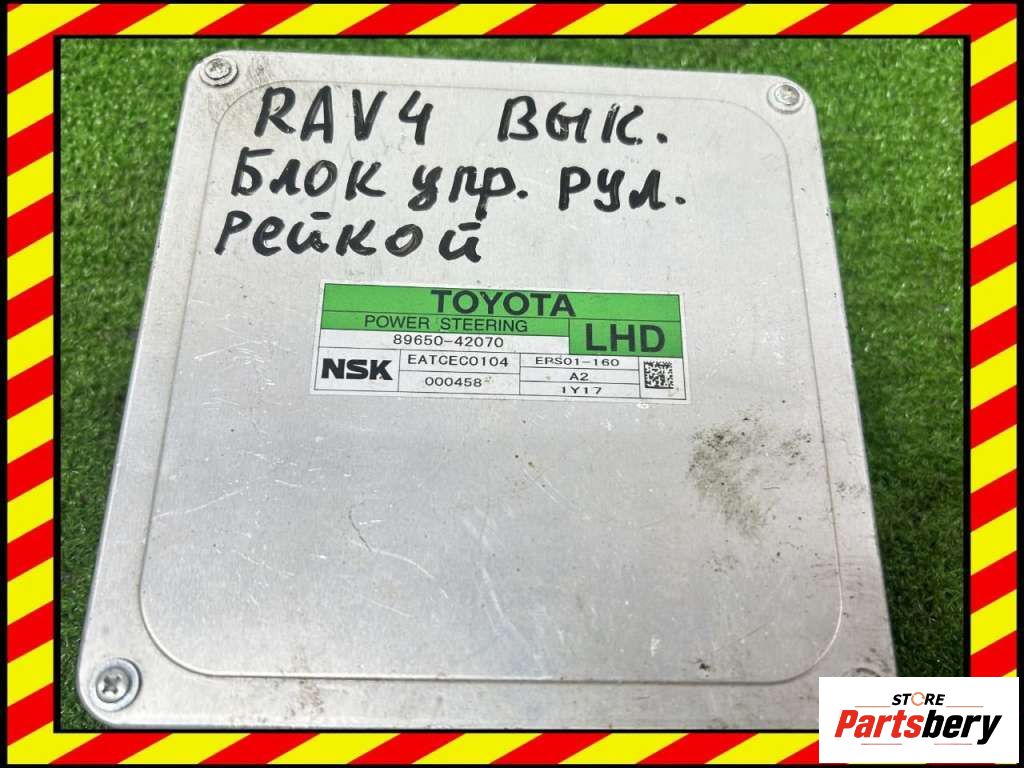 RAV4 ВЫК.
Блок упр. рул.
рейкой
TOYOTA
POWER STEERING
LHD
89650-42070
NSK
EATCEC0104
EPS01-160
000458
A2
1Y17
STORE
Partsbery